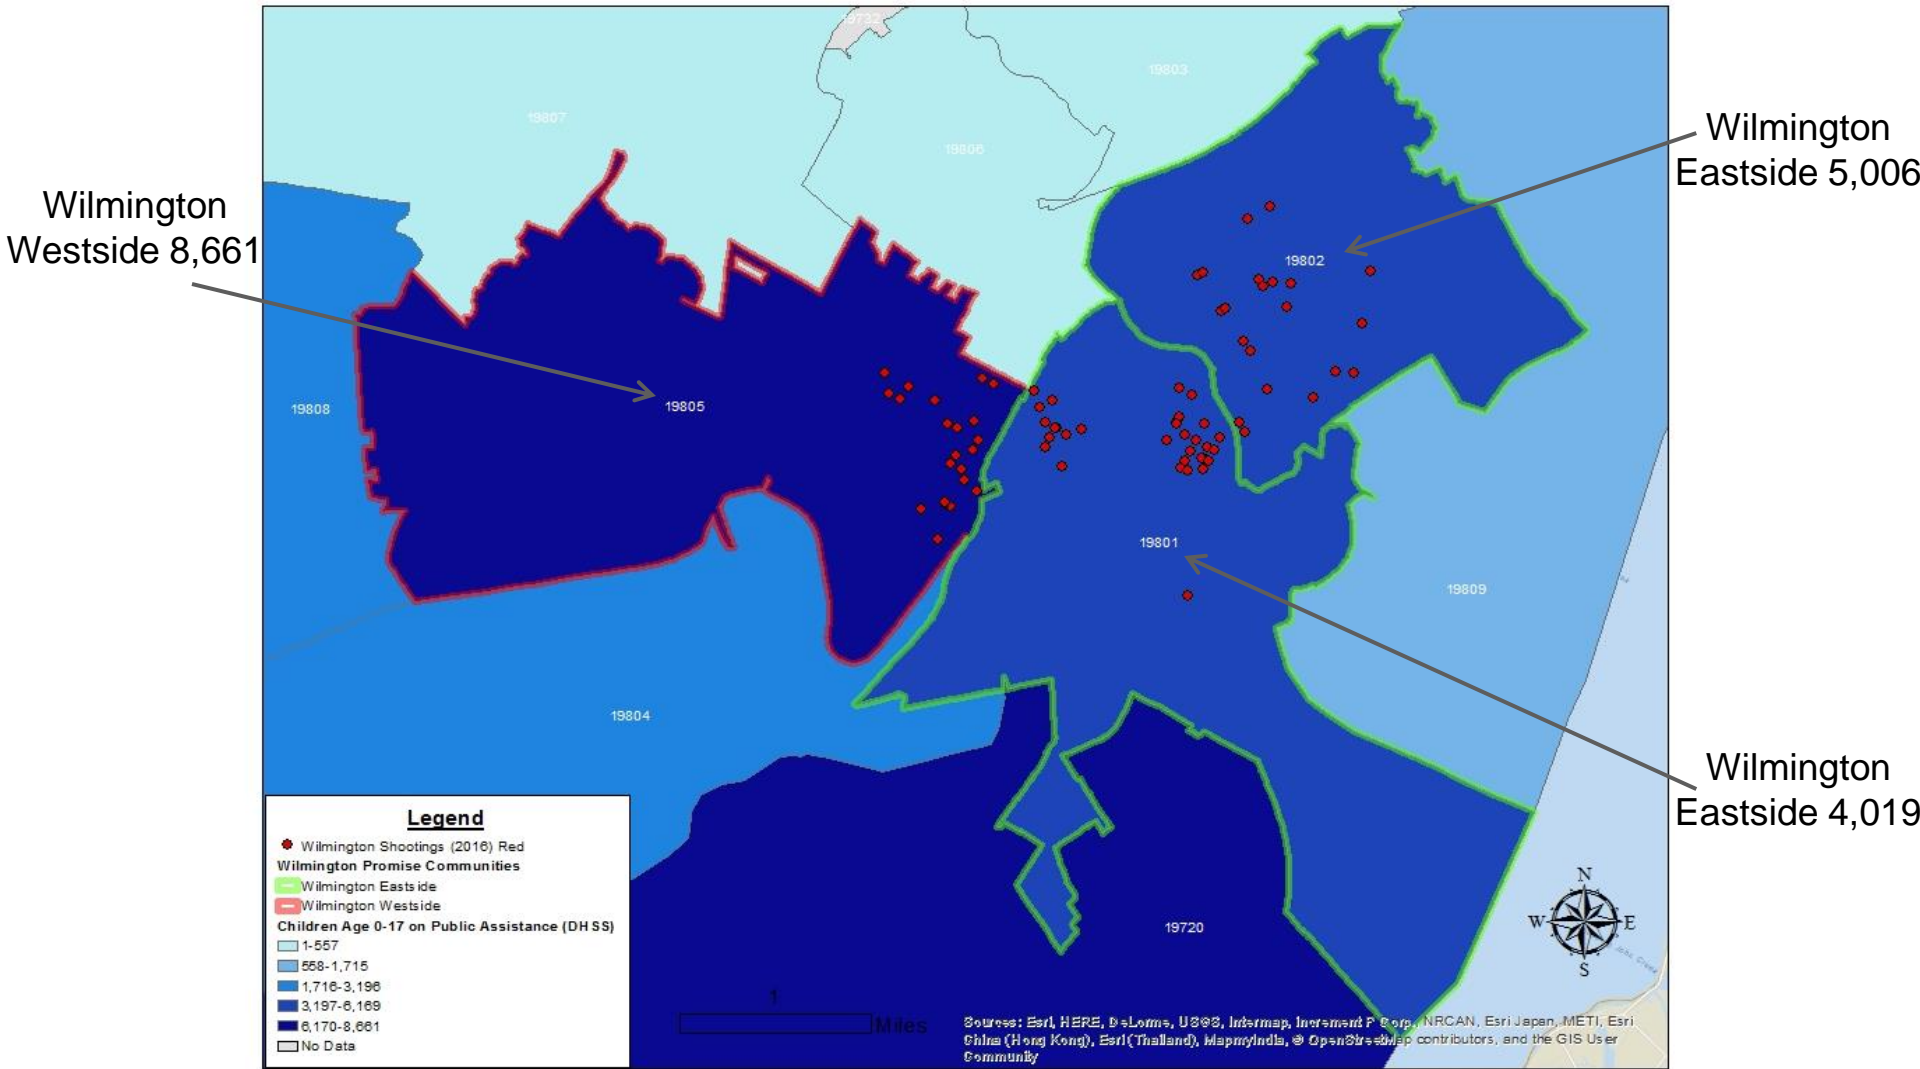 19732
19803
19807
19806
Wilmington
Eastside 5,006
Wilmington
Westside 8,661
19802
19808
19805
19801
19809
19804
Wilmington
Eastside 4,019
Legend
Wilmington Shootings (2016) Red
Wilmington Promise Communities
Wilmington Eastside
Wilmington Westside
Children Age 0-17 on Public Assistance (DHSS)
1-557
558-1,715
1,716-3,196
3,197-6,169
6,170-8,661
No Data
19720
N
W E
S
1
Miles
Sources: Esri, HERE, DeLorme, USGS, Intermap, increment P Corp., NRCAN, Esri Japan, METI, Esri
China (Hong Kong), Esri (Thailand), MapmyIndia, © OpenStreetMap contributors, and the GIS User
Community